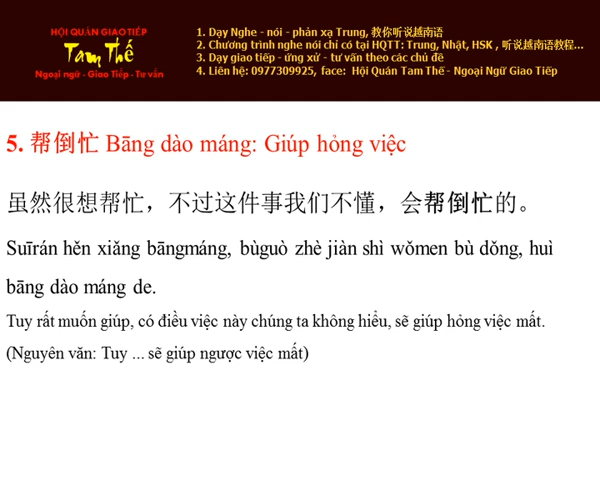 HỘI QUÁN GIAO TIẾP
Tam Thế
Ngoại ngữ - Giao Tiếp - Tư vấn
1. Dạy Nghe - nói - phản xạ Trung, 教你听说越南语
2. Chương trình nghe nói chỉ có tại HQTT: Trung, Nhật, HSK , 听说越南语教程...
3. Dạy giao tiếp - ứng xử - tư vấn theo các chủ đề
4. Liên hệ: 0977309925, face: Hội Quán Tam Thế - Ngoại Ngữ Giao Tiếp
5. 帮倒忙 Bāng dào máng: Giúp hỏng việc
虽然很想帮忙，不过这件事我们不懂，会帮倒忙的。
Suīrán hěn xiǎng bāngmáng, bùguò zhè jiàn shì wǒmen bù dǒng, huì
bāng dào máng de.
Tuy rất muốn giúp, có điều việc này chúng ta không hiểu, sẽ giúp hỏng việc mất.
(Nguyên văn: Tuy ... sẽ giúp ngược việc mất)